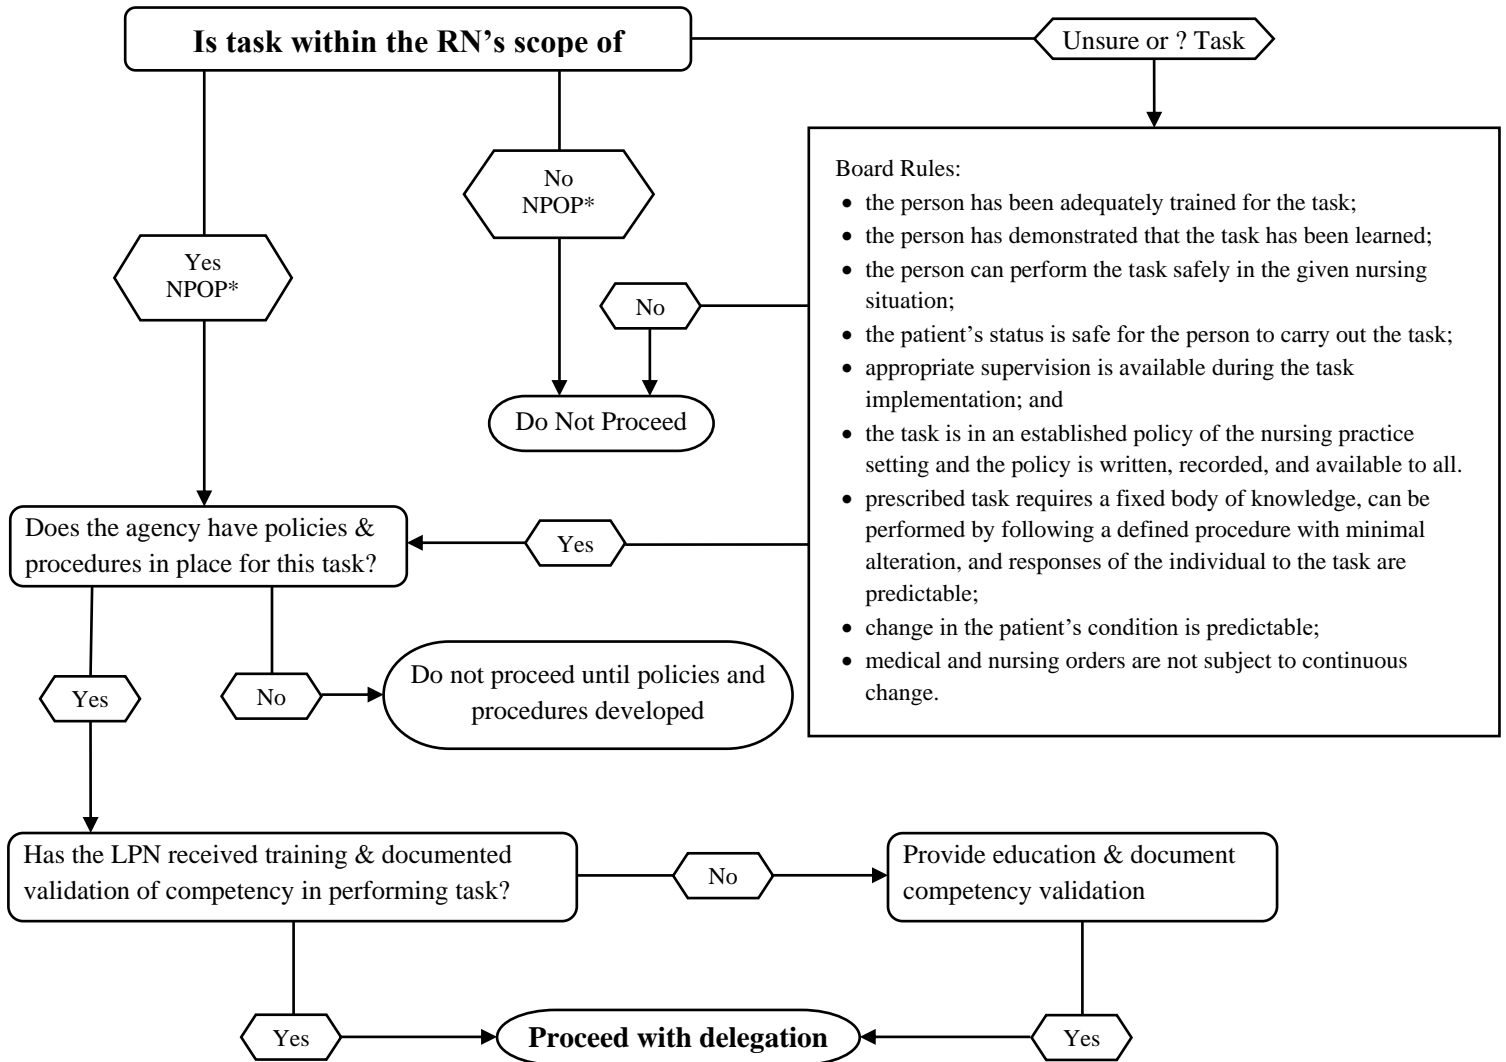 Is task within the RN’s scope of
Unsure or ? Task
No
NPOP*
Yes
NPOP*
No
Do Not Proceed
Board Rules:
• the person has been adequately trained for the task;
• the person has demonstrated that the task has been learned;
• the person can perform the task safely in the given nursing
situation;
• the patient’s status is safe for the person to carry out the task;
• appropriate supervision is available during the task
implementation; and
• the task is in an established policy of the nursing practice
setting and the policy is written, recorded, and available to all.
• prescribed task requires a fixed body of knowledge, can be
performed by following a defined procedure with minimal
alteration, and responses of the individual to the task are
predictable;
• change in the patient’s condition is predictable;
• medical and nursing orders are not subject to continuous
change.
Does the agency have policies &
procedures in place for this task?
Yes
Yes
No
Do not proceed until policies and
procedures developed
Has the LPN received training & documented
validation of competency in performing task?
No
Provide education & document
competency validation
Yes
Proceed with delegation
Yes